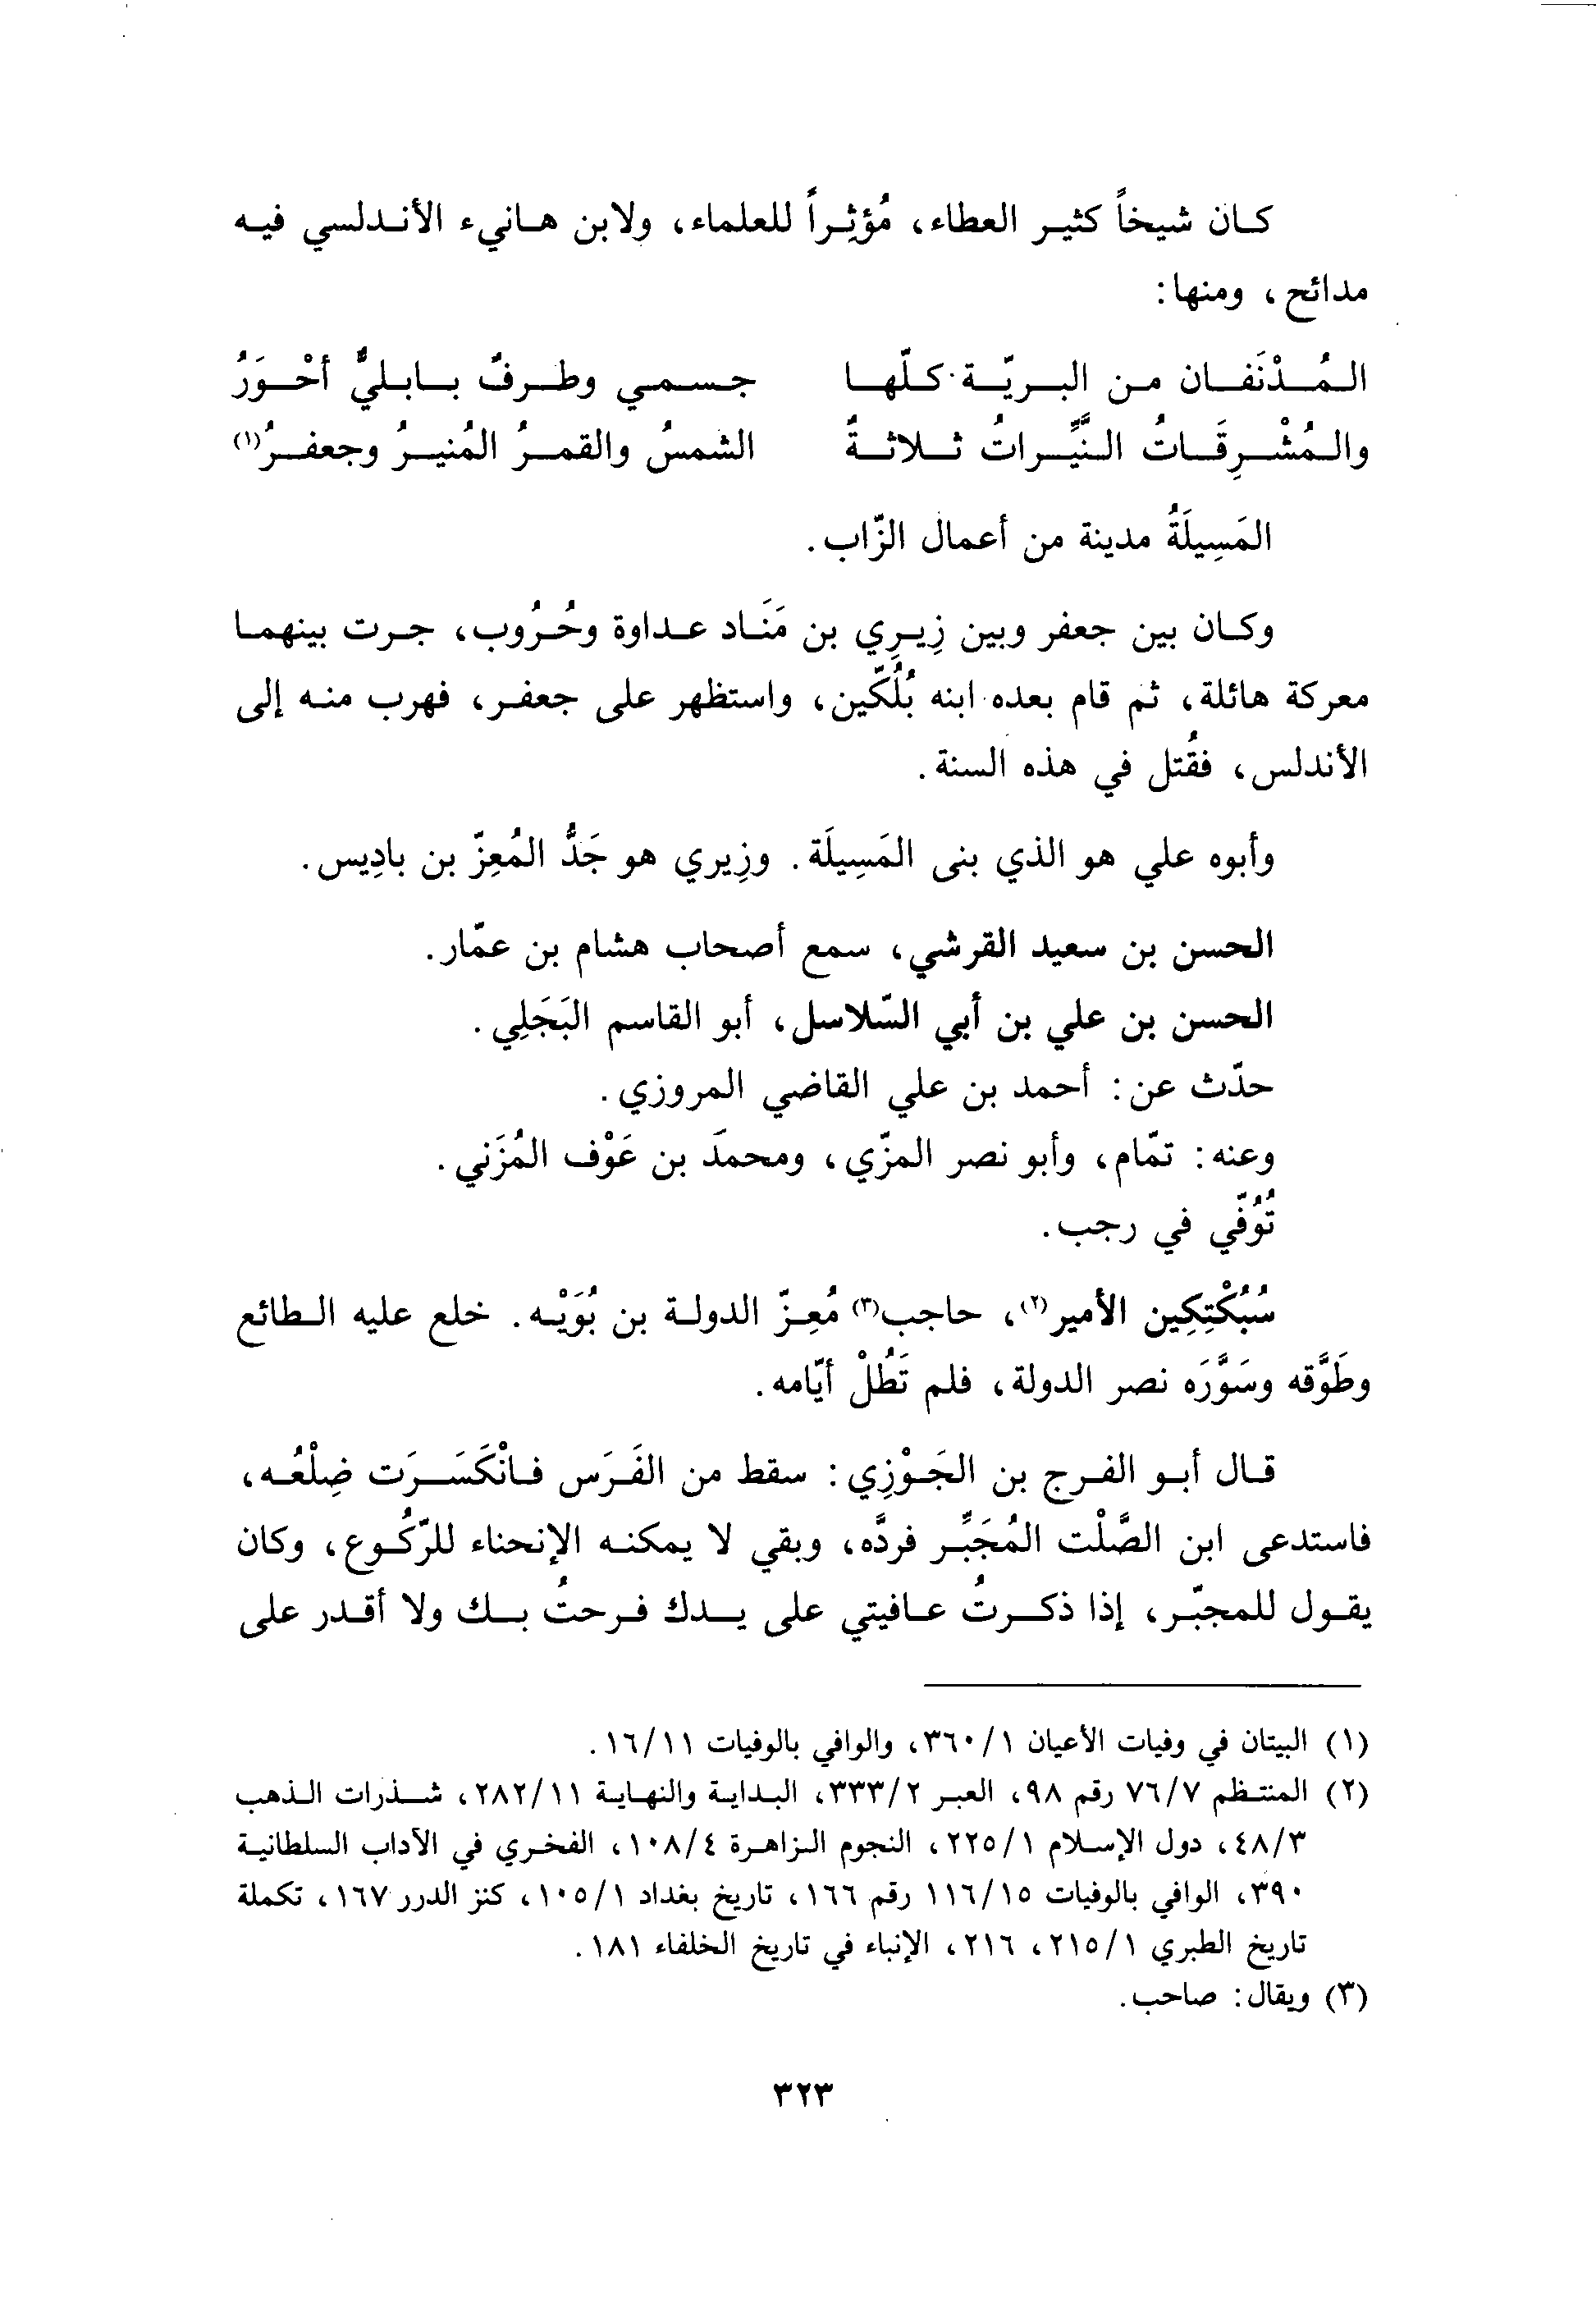 كان شيخاً كثير العطاء، مُؤثِراً للعلماء، ولابن هانيء الأندلسي فيه
مدائح، ومنها:
المُدْنَفان من البريّة كلّها جسمي وطرفٌ بابليٌّ أحْوَرُ
والمُشْرِقَاتُ النَّيِّراتُ ثلاثةٌ الشمسُ والقمرُ المُنيرُ وجعفرُ(١)
المَسِيلَةُ مدينة من أعمال الزّاب.
وكان بين جعفر وبين زِيرِي بن مَنَاد عداوة وحُرُوب، جرت بينهما
معركة هائلة، ثم قام بعده ابنه بُلُكّين، واستظهر على جعفر، فهرب منه إلى
الأندلس، فقُتل في هذه السنة.
وأبوه علي هو الذي بنى المَسِيلَة. وزِيري هو جَدُّ المُعِزّ بن بادِيس.
الحسن بن سعيد القرشي، سمع أصحاب هشام بن عمّار.
الحسن بن علي بن أبي السّلاسل، أبو القاسم البَجَلِي.
حدّث عن: أحمد بن علي القاضي المروزي.
وعنه: تمّام، وأبو نصر المزّي، ومحمد بن عَوْف المُزَني.
تُوُفّي في رجب.
سُبُكْتِكِين الأمير(٢)، حاجب(٣) مُعِزّ الدولة بن بُوَيْه. خلع عليه الطائع
وطَوَّقه وسَوَّرَه نصر الدولة، فلم تَطُلْ أيّامه.
قال أبو الفرج بن الجَوْزِي: سقط من الفَرَس فانْكَسَرَت ضِلْعُه،
فاستدعى ابن الصَّلْت المُجَبِّر فردَّه، وبقي لا يمكنه الإنحناء للرّكُوع، وكان
يقول للمجبّر، إذا ذكرتُ عافيتي على يدك فرحتُ بك ولا أقدر على
(١) البيتان في وفيات الأعيان ٣٦٠/١، والوافي بالوفيات ١٦/١١.
(٢) المنتظم ٧٦/٧ رقم ٩٨، العبر ٣٣٣/٢، البداية والنهاية ٢٨٢/١١، شذرات الذهب
٤٨/٣، دول الإسلام ٢٢٥/١، النجوم الزاهرة ١٠٨/٤، الفخري في الآداب السلطانية
٣٩٠، الوافي بالوفيات ١١٦/١٥ رقم ١٦٦، تاريخ بغداد ١٠٥/١، كنز الدرر ١٦٧، تكملة
تاريخ الطبري ٢١٥/١، ٢١٦، الإنباء في تاريخ الخلفاء ١٨١.
(٣) ويقال: صاحب.
٣٢٣